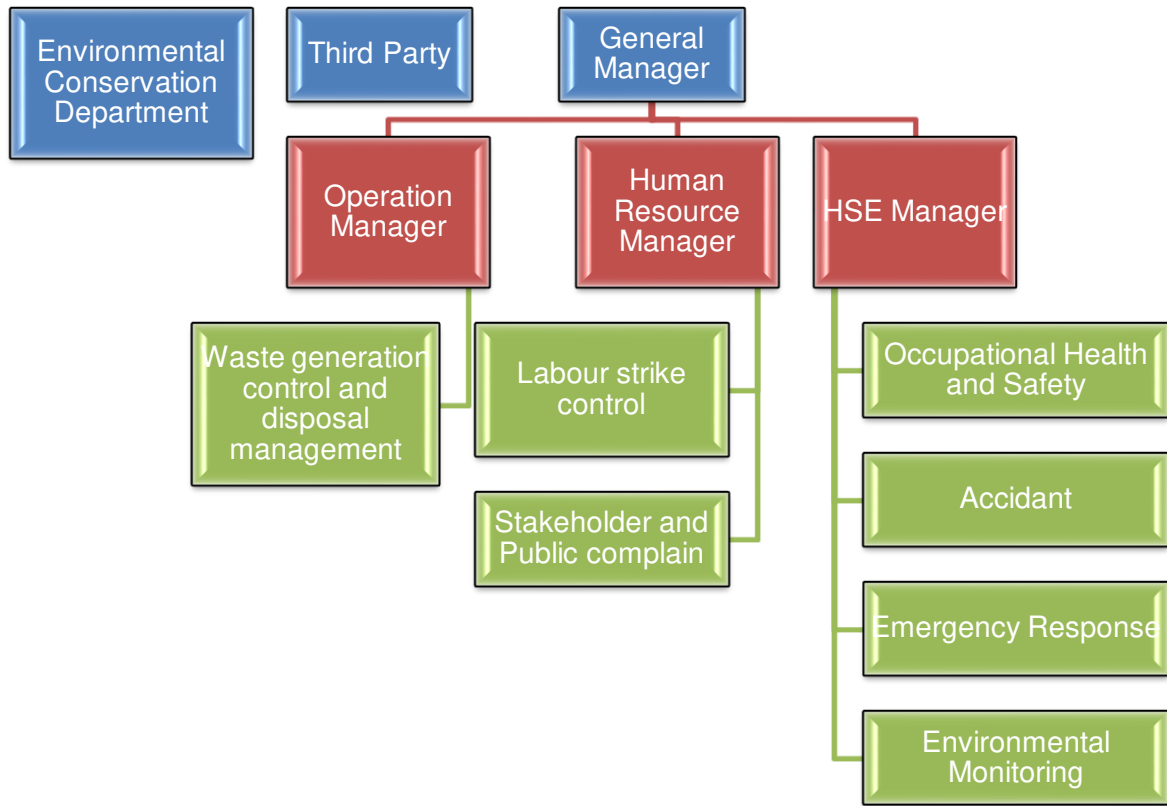 Environmental
Conservation
Department
Third Party
General
Manager
Operation
Manager
Human
Resource
Manager
HSE Manager
Waste generation
control and
disposal
management
Labour strike
control
Stakeholder and
Public complain
Occupational Health
and Safety
Accidant
Emergency Response
Environmental
Monitoring